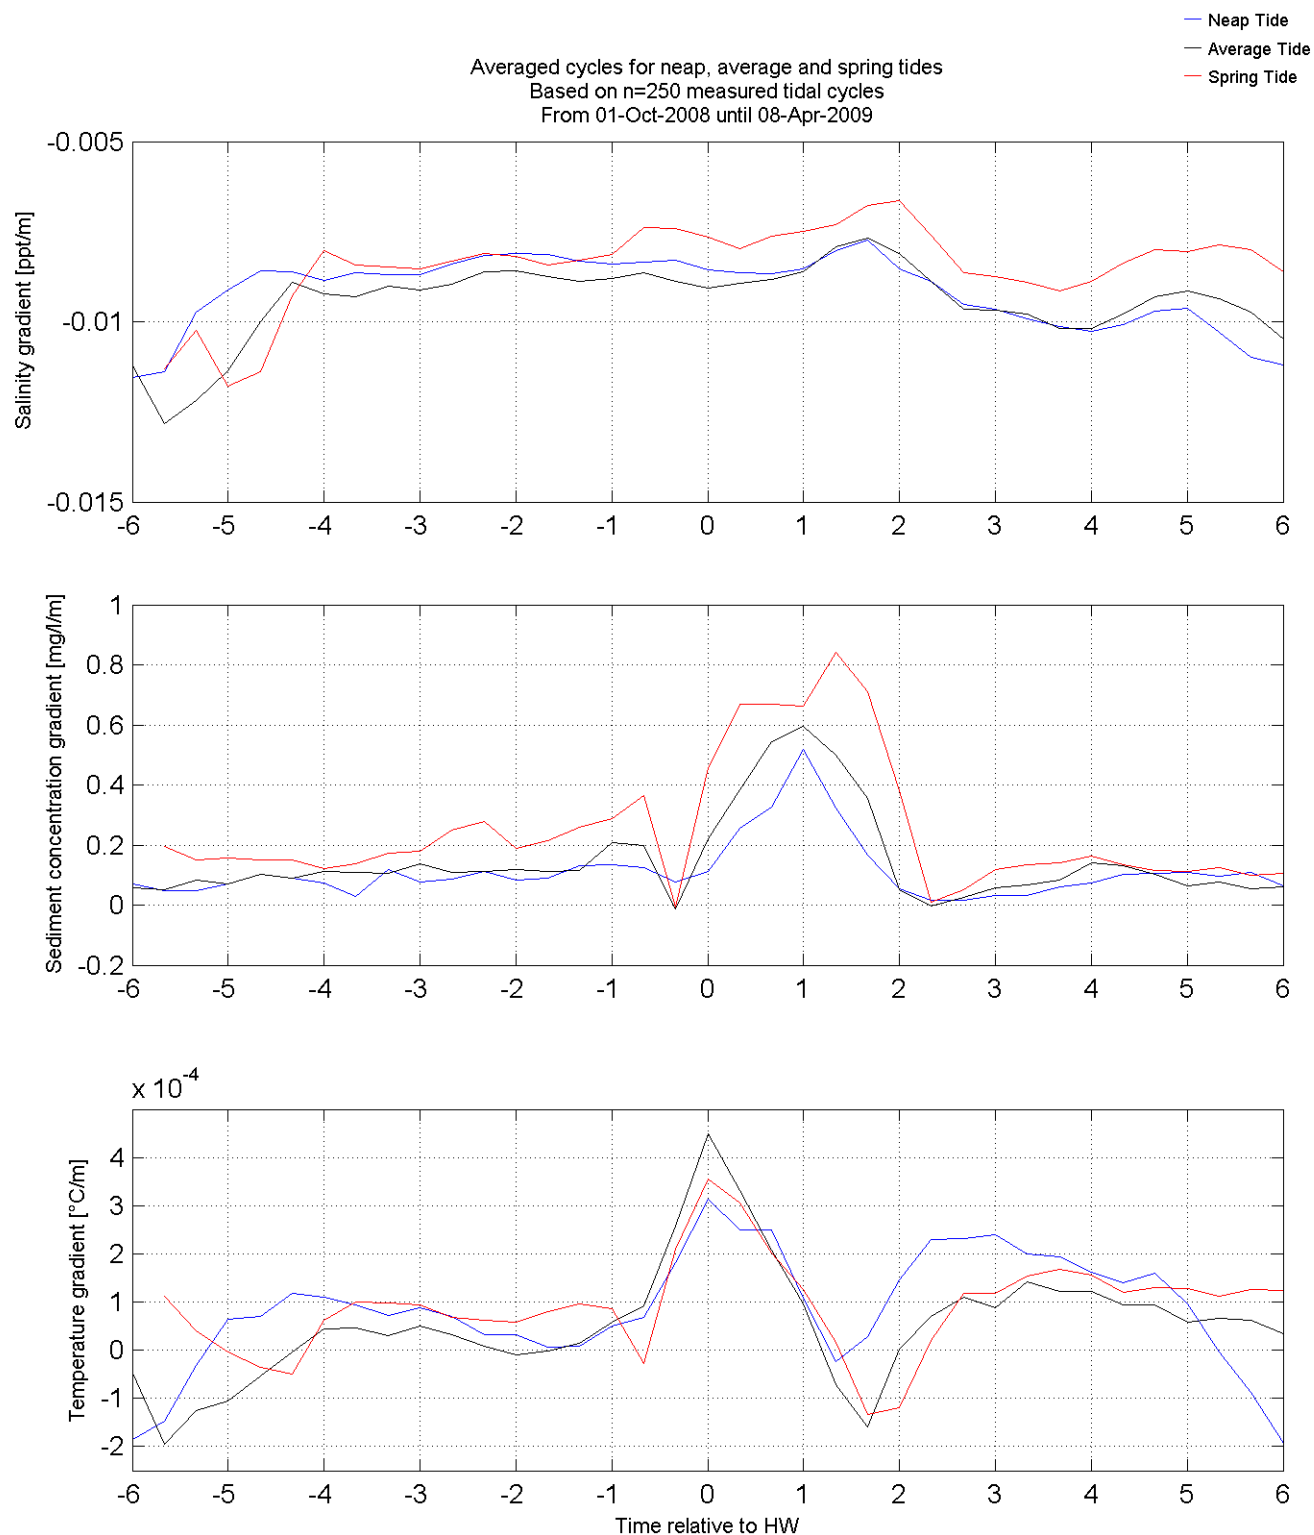 Neap Tide
Average Tide
Spring Tide
Averaged cycles for neap, average and spring tides
Based on n=250 measured tidal cycles
From 01-Oct-2008 until 08-Apr-2009
Salinity gradient [ppt/m]
-0.005
-0.01
-0.015
-6 -5 -4 -3 -2 -1 0 1 2 3 4 5 6
Sediment concentration gradient [mg/l/m]
1
0.8
0.6
0.4
0.2
0
-0.2
-6 -5 -4 -3 -2 -1 0 1 2 3 4 5 6
x 10-4
Temperature gradient [°C/m]
4
3
2
1
0
-1
-2
-6 -5 -4 -3 -2 -1 0 1 2 3 4 5 6
Time relative to HW